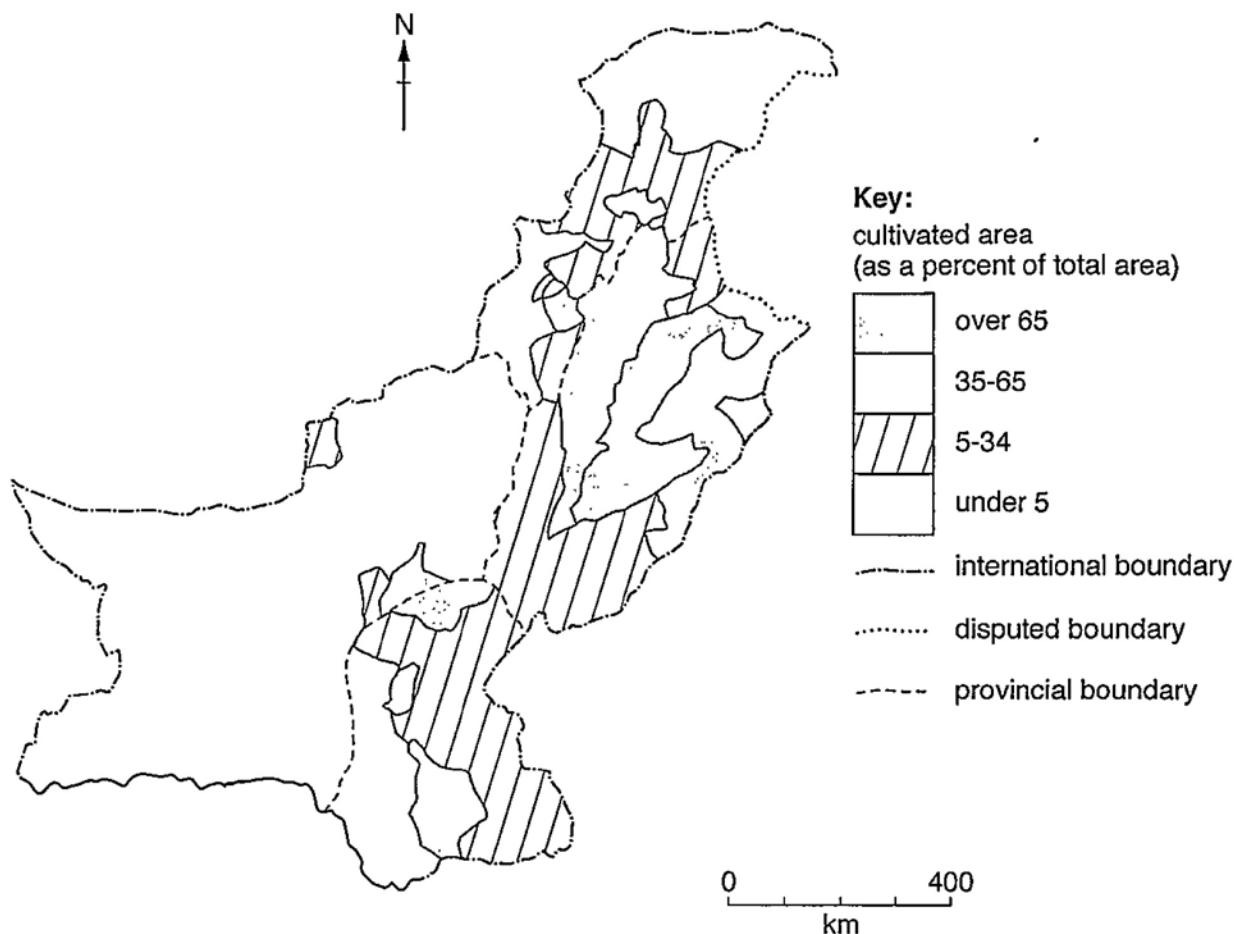 N
Key:
cultivated area
(as a percent of total area)
over 65
35-65
5-34
under 5
international boundary
disputed boundary
provincial boundary
0 400
km